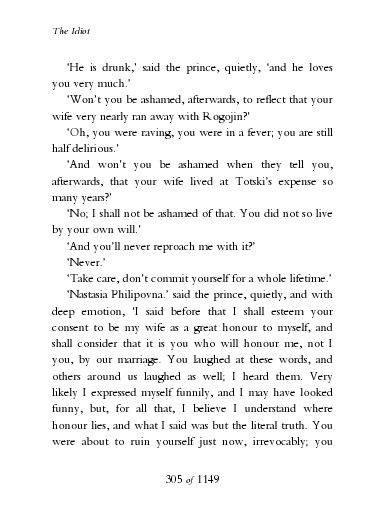 The Idiot
‘He is drunk,’ said the prince, quietly, ‘and he loves
you very much.’
‘Won’t you be ashamed, afterwards, to reflect that your
wife very nearly ran away with Rogojin?’
‘Oh, you were raving, you were in a fever; you are still
half delirious.’
‘And won’t you be ashamed when they tell you,
afterwards, that your wife lived at Totski’s expense so
many years?’
‘No; I shall not be ashamed of that. You did not so live
by your own will.’
‘And you’ll never reproach me with it?’
‘Never.’
‘Take care, don’t commit yourself for a whole lifetime.’
‘Nastasia Philipovna.’ said the prince, quietly, and with
deep emotion, ‘I said before that I shall esteem your
consent to be my wife as a great honour to myself, and
shall consider that it is you who will honour me, not I
you, by our marriage. You laughed at these words, and
others around us laughed as well; I heard them. Very
likely I expressed myself funnily, and I may have looked
funny, but, for all that, I believe I understand where
honour lies, and what I said was but the literal truth. You
were about to ruin yourself just now, irrevocably; you
305 of 1149